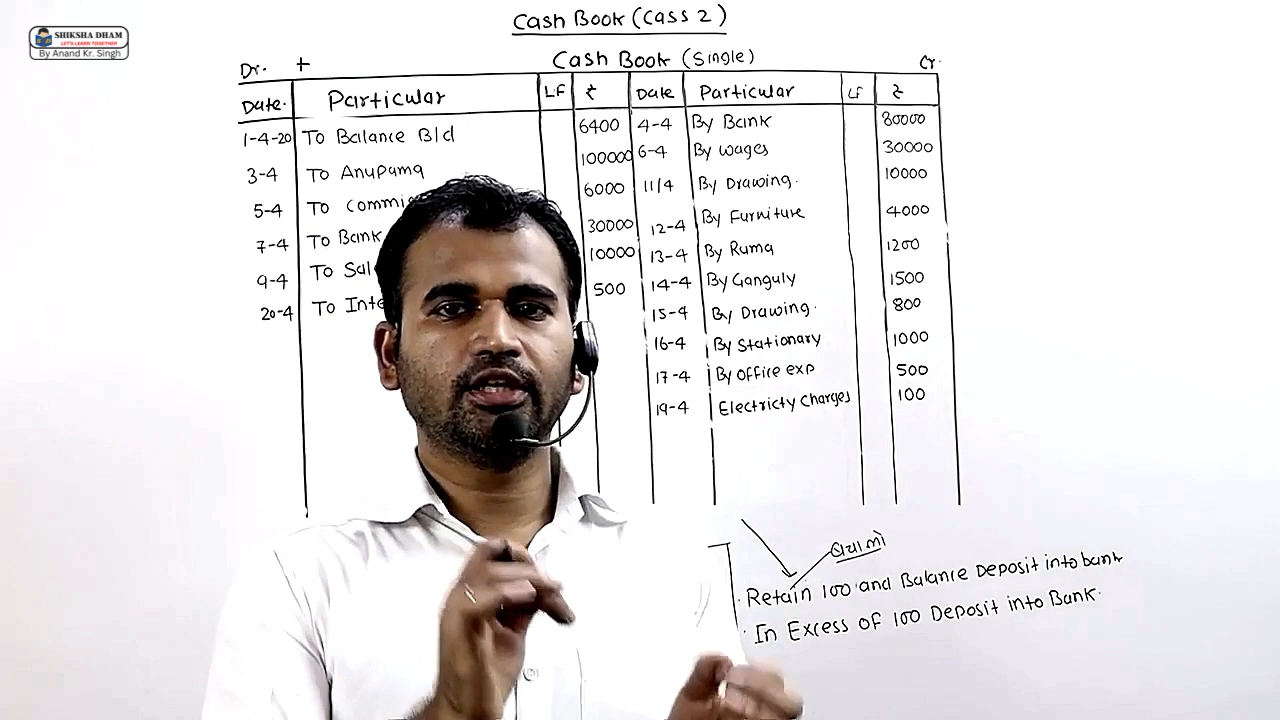 SHIKSHA DHAM
LET'S LEARN TOGETHER
By Anand Kr. Singh
Cash Book (Cass 2)
Cash Book (Single)
Dr. +
Cr.
Date. Particular LF ₹ Date Particular LF ₹
1-4-20 To Balance B/d 6400 4-4 By Bank 80000
3-4 To Anupama 100000 6-4 By wages 30000
5-4 To 6000 11/4 By Drawing. 10000
7-4 To Bank 30000 12-4 By Furniture 4000
9-4 To 10000 13-4 By Ruma 1200
20-4 To 500 14-4 By Ganguly 1500
15-4 By Drawing. 800
16-4 By Stationary 1000
17-4 By office exp 500
19-4 Electricty Charges 100
Retain 100 and Balance Deposit into bank
In Excess of 100 Deposit into Bank.